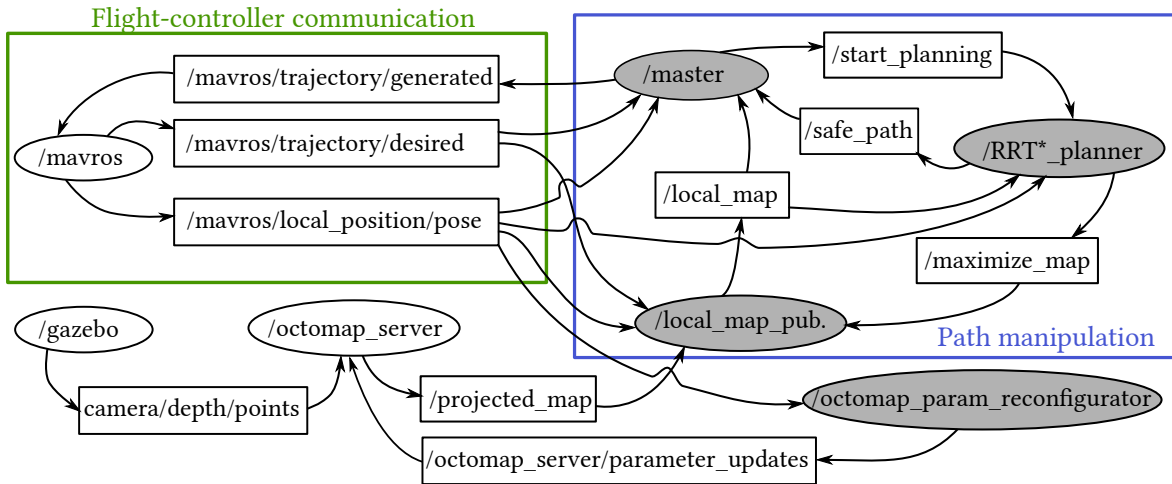 Flight-controller communication
/mavros/trajectory/generated
/mavros/trajectory/desired
/mavros
/mavros/local_position/pose
/master
/start_planning
/safe_path
/RRT*_planner
/local_map
/maximize_map
/local_map_pub.
Path manipulation
/gazebo
/octomap_server
camera/depth/points
/projected_map
/octomap_param_reconfigurator
/octomap_server/parameter_updates